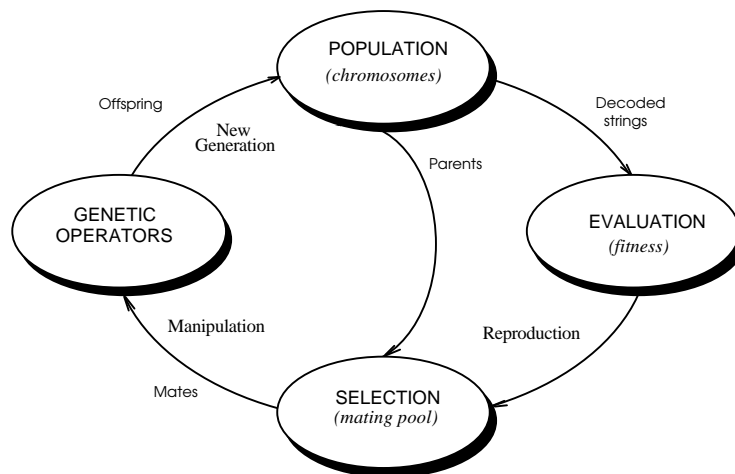 POPULATION
(chromosomes)
Offspring
Decoded
strings
New
Generation
Parents
GENETIC
OPERATORS
EVALUATION
(fitness)
Manipulation
Reproduction
Mates
SELECTION
(mating pool)